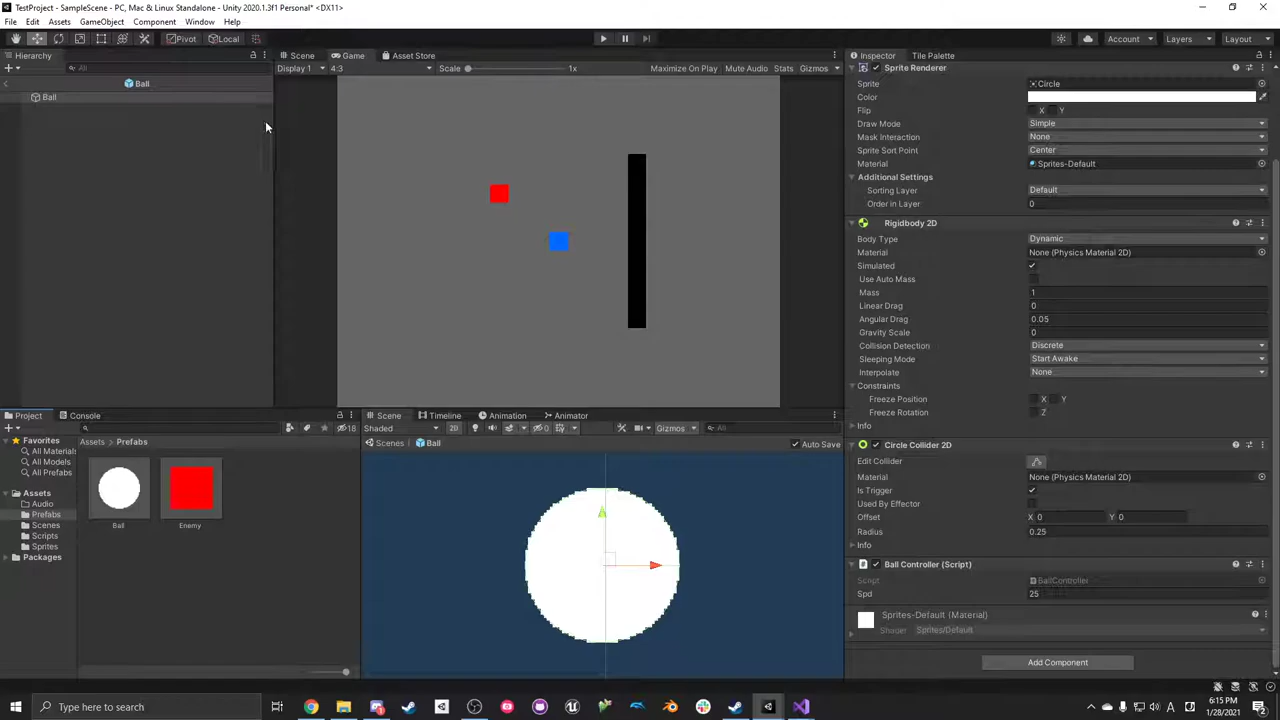 TestProject - SampleScene - PC, Mac & Linux Standalone - Unity 2020.1.3f1 Personal* <DX11>
File Edit Assets GameObject Component Window Help
Pivot Local Account Layers Layout
Hierarchy
All
Ball
Ball
Scene Game Asset Store
Display 1 4:3 Scale 1x Maximize On Play Mute Audio Stats Gizmos
Inspector Tile Palette
Sprite Renderer
Sprite Circle
Color
Flip X Y
Draw Mode Simple
Mask Interaction None
Sprite Sort Point Center
Material Sprites-Default
Additional Settings
Sorting Layer Default
Order in Layer 0
Rigidbody 2D
Body Type Dynamic
Material None (Physics Material 2D)
Simulated
Use Auto Mass
Mass 1
Linear Drag 0
Angular Drag 0.05
Gravity Scale 0
Collision Detection Discrete
Sleeping Mode Start Awake
Interpolate None
Constraints
Freeze Position X Y
Freeze Rotation Z
Info
Circle Collider 2D
Edit Collider
Material None (Physics Material 2D)
Is Trigger
Used By Effector
Offset X 0 Y 0
Radius 0.25
Info
Ball Controller (Script)
Script BallController
Spd 25
Sprites-Default (Material)
Shader Sprites/Default
Add Component
Project Console
18
Favorites
All Materials
All Models
All Prefabs
Assets
Audio
Prefabs
Scenes
Scripts
Sprites
Packages
Assets > Prefabs
Ball Enemy
Scene Timeline Animation Animator
Shaded 2D 0 Gizmos All
Scenes Ball Auto Save
Type here to search
6:15 PM
1/28/2021